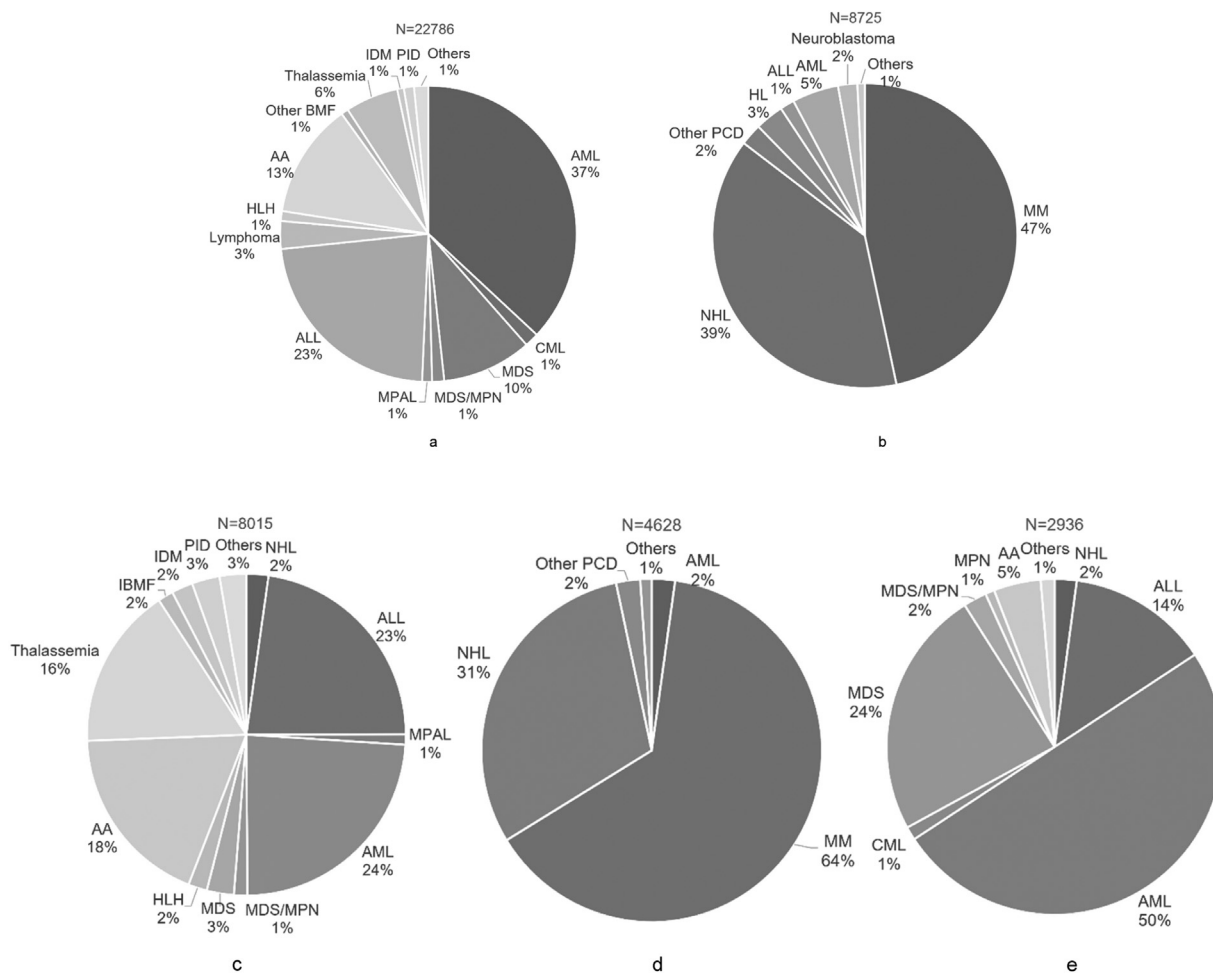 N=22786
IDM
1%
PID
1%
Others
1%
Thalassemia
6%
Other BMF
1%
AA
13%
HLH
1%
Lymphoma
3%
ALL
23%
MPAL
1%
MDS/MPN
1%
MDS
10%
CML
1%
AML
37%
a
N=8725
Neuroblastoma
2%
Others
1%
AML
5%
ALL
1%
HL
3%
Other PCD
2%
NHL
39%
MM
47%
b
N=8015
Others
3%
NHL
2%
PID
3%
IDM
2%
IBMF
2%
Thalassemia
16%
AA
18%
HLH
2%
MDS
3%
MDS/MPN
1%
AML
24%
MPAL
1%
ALL
23%
c
N=4628
Others
1%
AML
2%
Other PCD
2%
NHL
31%
MM
64%
d
N=2936
Others
1%
NHL
2%
AA
5%
MPN
1%
MDS/MPN
2%
MDS
24%
CML
1%
AML
50%
ALL
14%
e